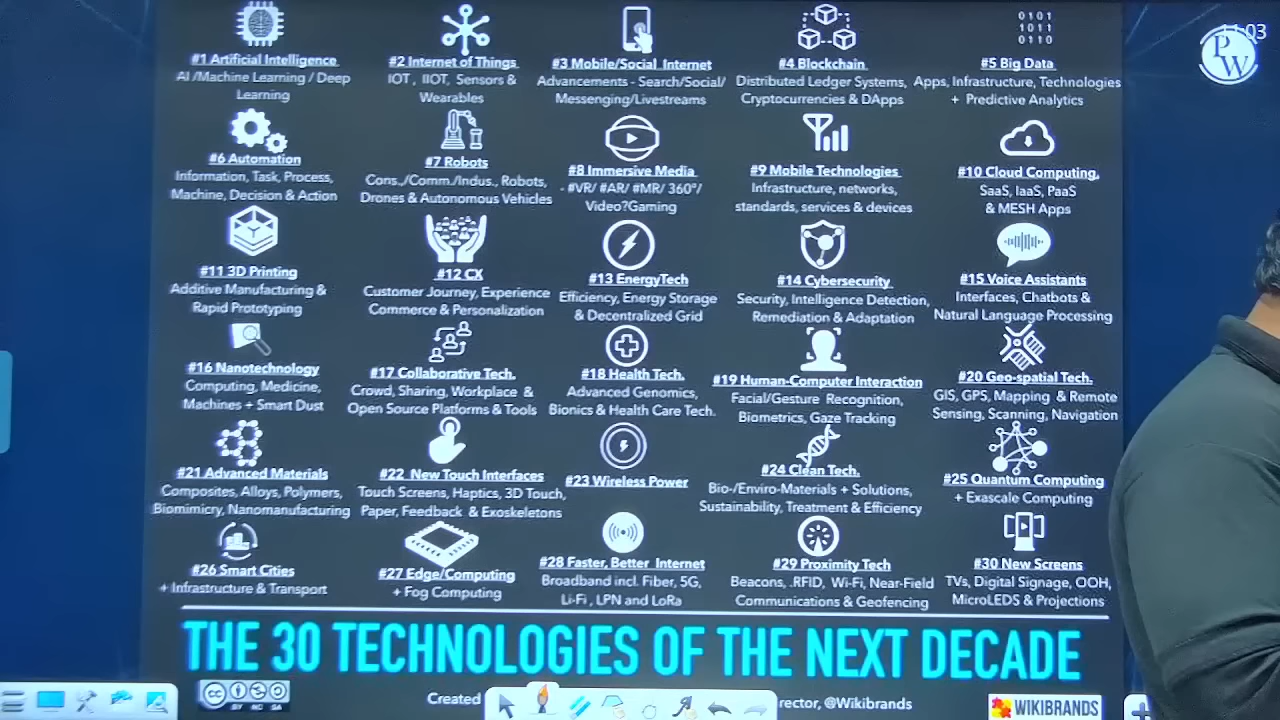 #1 Artificial Intelligence
AI /Machine Learning / Deep
Learning
#2 Internet of Things
IOT , IIOT, Sensors &
Wearables
#3 Mobile/Social Internet
Advancements - Search/Social/
Messenging/Livestreams
#4 Blockchain
Distributed Ledger Systems,
Cryptocurrencies & DApps
0101
1011
0110
#5 Big Data
Apps, Infrastructure, Technologies
+ Predictive Analytics
:03
PW
#6 Automation
Information, Task, Process,
Machine, Decision & Action
#7 Robots
Cons./Comm./Indus., Robots,
Drones & Autonomous Vehicles
#8 Immersive Media
- #VR/ #AR/ #MR/ 360°/
Video?Gaming
#9 Mobile Technologies
Infrastructure, networks,
standards, services & devices
#10 Cloud Computing,
SaaS, IaaS, PaaS
& MESH Apps
#11 3D Printing
Additive Manufacturing &
Rapid Prototyping
#12 CX
Customer Journey, Experience
Commerce & Personalization
#13 EnergyTech
Efficiency, Energy Storage
& Decentralized Grid
#14 Cybersecurity
Security, Intelligence Detection,
Remediation & Adaptation
#15 Voice Assistants
Interfaces, Chatbots &
Natural Language Processing
#16 Nanotechnology
Computing, Medicine,
Machines + Smart Dust
#17 Collaborative Tech.
Crowd, Sharing, Workplace &
Open Source Platforms & Tools
#18 Health Tech.
Advanced Genomics,
Bionics & Health Care Tech.
#19 Human-Computer Interaction
Facial/Gesture Recognition,
Biometrics, Gaze Tracking
#20 Geo-spatial Tech.
GIS, GPS, Mapping & Remote
Sensing, Scanning, Navigation
#21 Advanced Materials
Composites, Alloys, Polymers,
Biomimicry, Nanomanufacturing
#22 New Touch Interfaces
Touch Screens, Haptics, 3D Touch,
Paper, Feedback & Exoskeletons
#23 Wireless Power
#24 Clean Tech.
Bio-/Enviro-Materials + Solutions,
Sustainability, Treatment & Efficiency
#25 Quantum Computing
+ Exascale Computing
#26 Smart Cities
+ Infrastructure & Transport
#27 Edge/Computing
+ Fog Computing
#28 Faster, Better Internet
Broadband incl. Fiber, 5G,
Li-Fi , LPN and LoRa
#29 Proximity Tech
Beacons, .RFID, Wi-Fi, Near-Field
Communications & Geofencing
#30 New Screens
TVs, Digital Signage, OOH,
MicroLEDS & Projections
THE 30 TECHNOLOGIES OF THE NEXT DECADE
cc BY NC SA
Created
rector, @Wikibrands
WIKIBRANDS